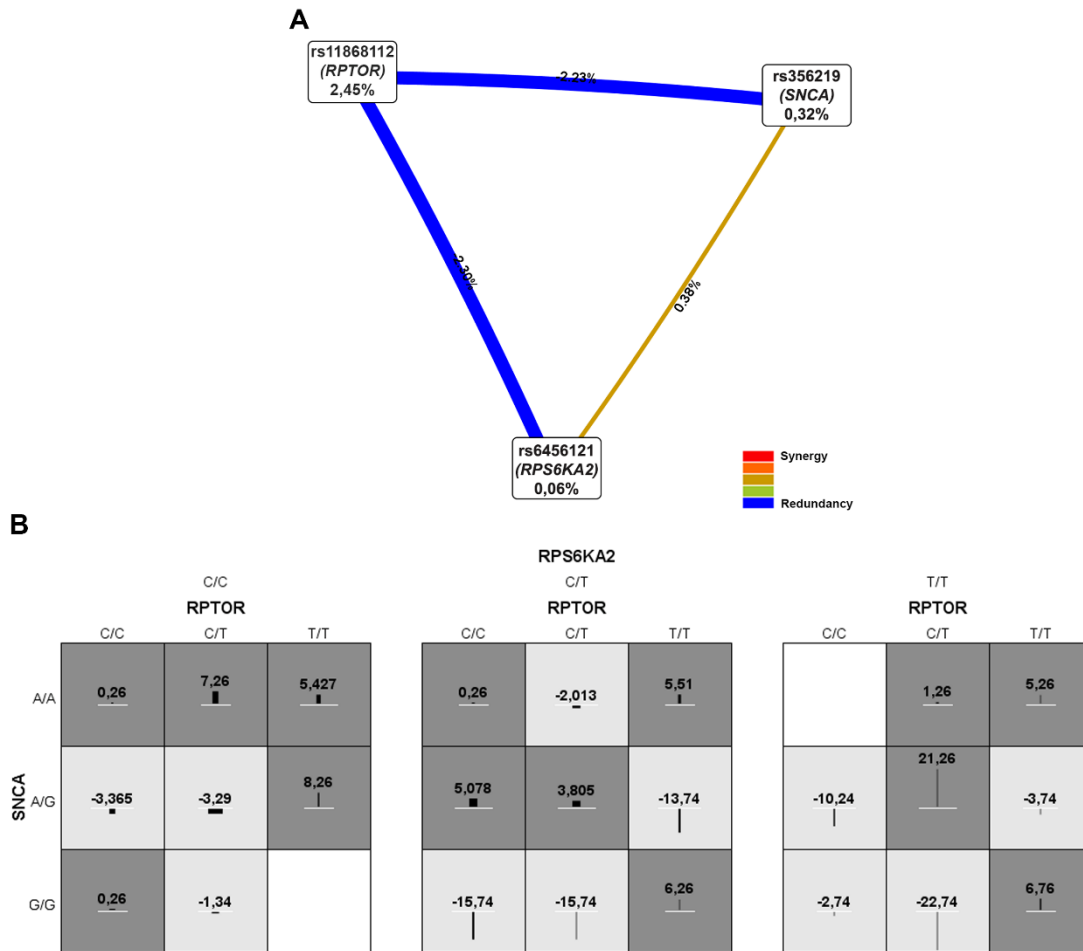 A
rs11868112
(RPTOR)
2,45%
-2.23%
rs356219
(SNCA)
0,32%
-2.30%
0.38%
rs6456121
(RPS6KA2)
0,06%
Synergy
Redundancy
B
RPS6KA2
C/C C/T T/T
RPTOR RPTOR RPTOR
C/C C/T T/T C/C C/T T/T C/C C/T T/T
SNCA
A/A 0,26 7,26 5,427 0,26 -2,013 5,51 1,26 5,26
A/G -3,365 -3,29 8,26 5,078 3,805 -13,74 -10,24 21,26 -3,74
G/G 0,26 -1,34 -15,74 -15,74 6,26 -2,74 -22,74 6,76